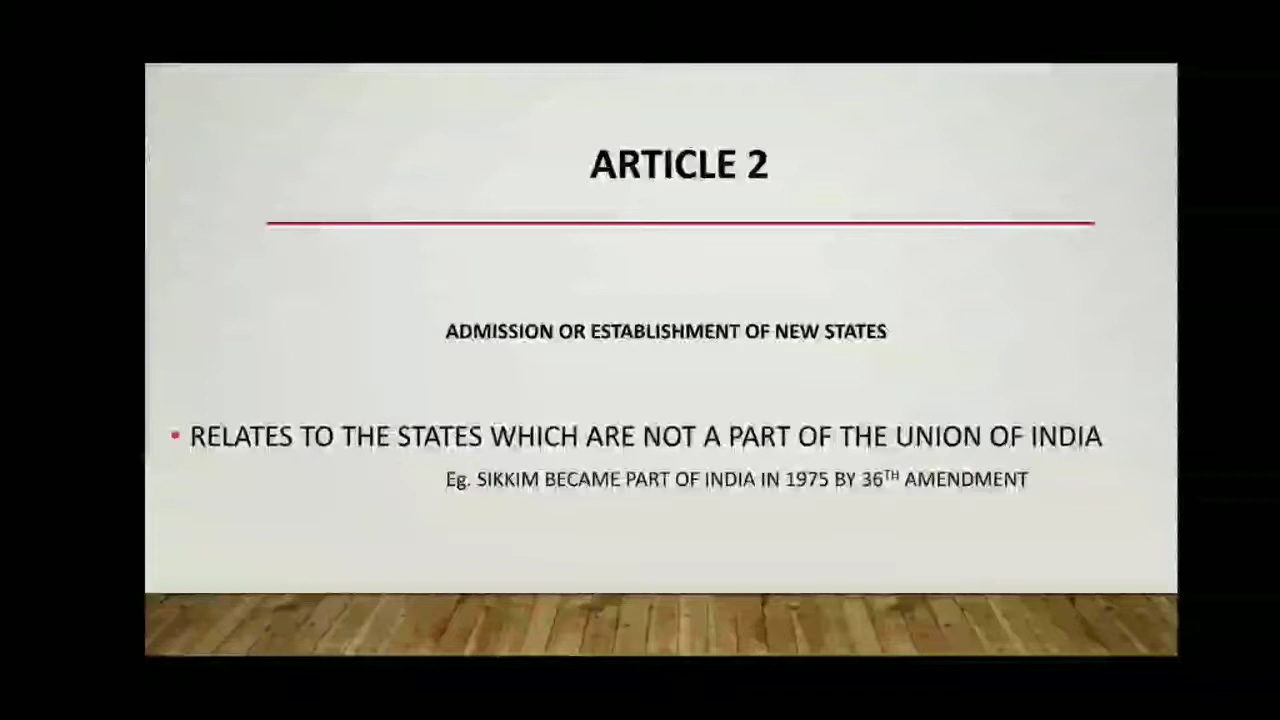 ARTICLE 2
ADMISSION OR ESTABLISHMENT OF NEW STATES
• RELATES TO THE STATES WHICH ARE NOT A PART OF THE UNION OF INDIA
Eg. SIKKIM BECAME PART OF INDIA IN 1975 BY 36TH AMENDMENT